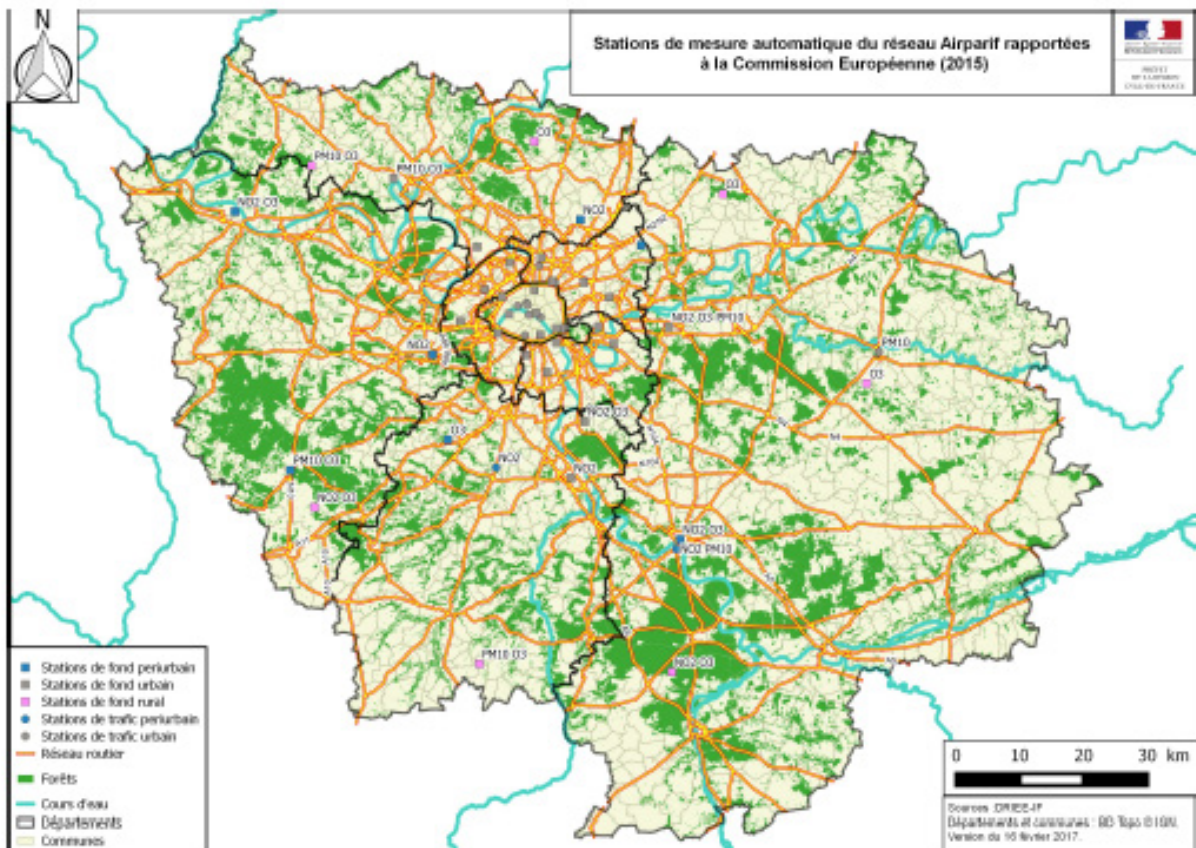 N
Stations de mesure automatique du réseau Airparif rapportées
à la Commission Européenne (2015)
O3
PM10 O3
PM10 O3
O3
NO2 O3
NO2
NO2 O3 PM10
NO2
PM10
O3
NO2 O3
O3
NO2
PM10 O3
NO2
NO2 O3
NO2 O3
NO2 PM10
PM10 O3
NO2 O3
Stations de fond periurbain
Stations de fond urbain
Stations de fond rural
Stations de trafic periurbain
Stations de trafic urbain
Réseau routier
Forêts
Cours d'eau
Départements
Communes
0 10 20 30 km
Sources :DRIEE-IF
Départements et communes : BD Topo ©IGN.
Version du 16 février 2017.